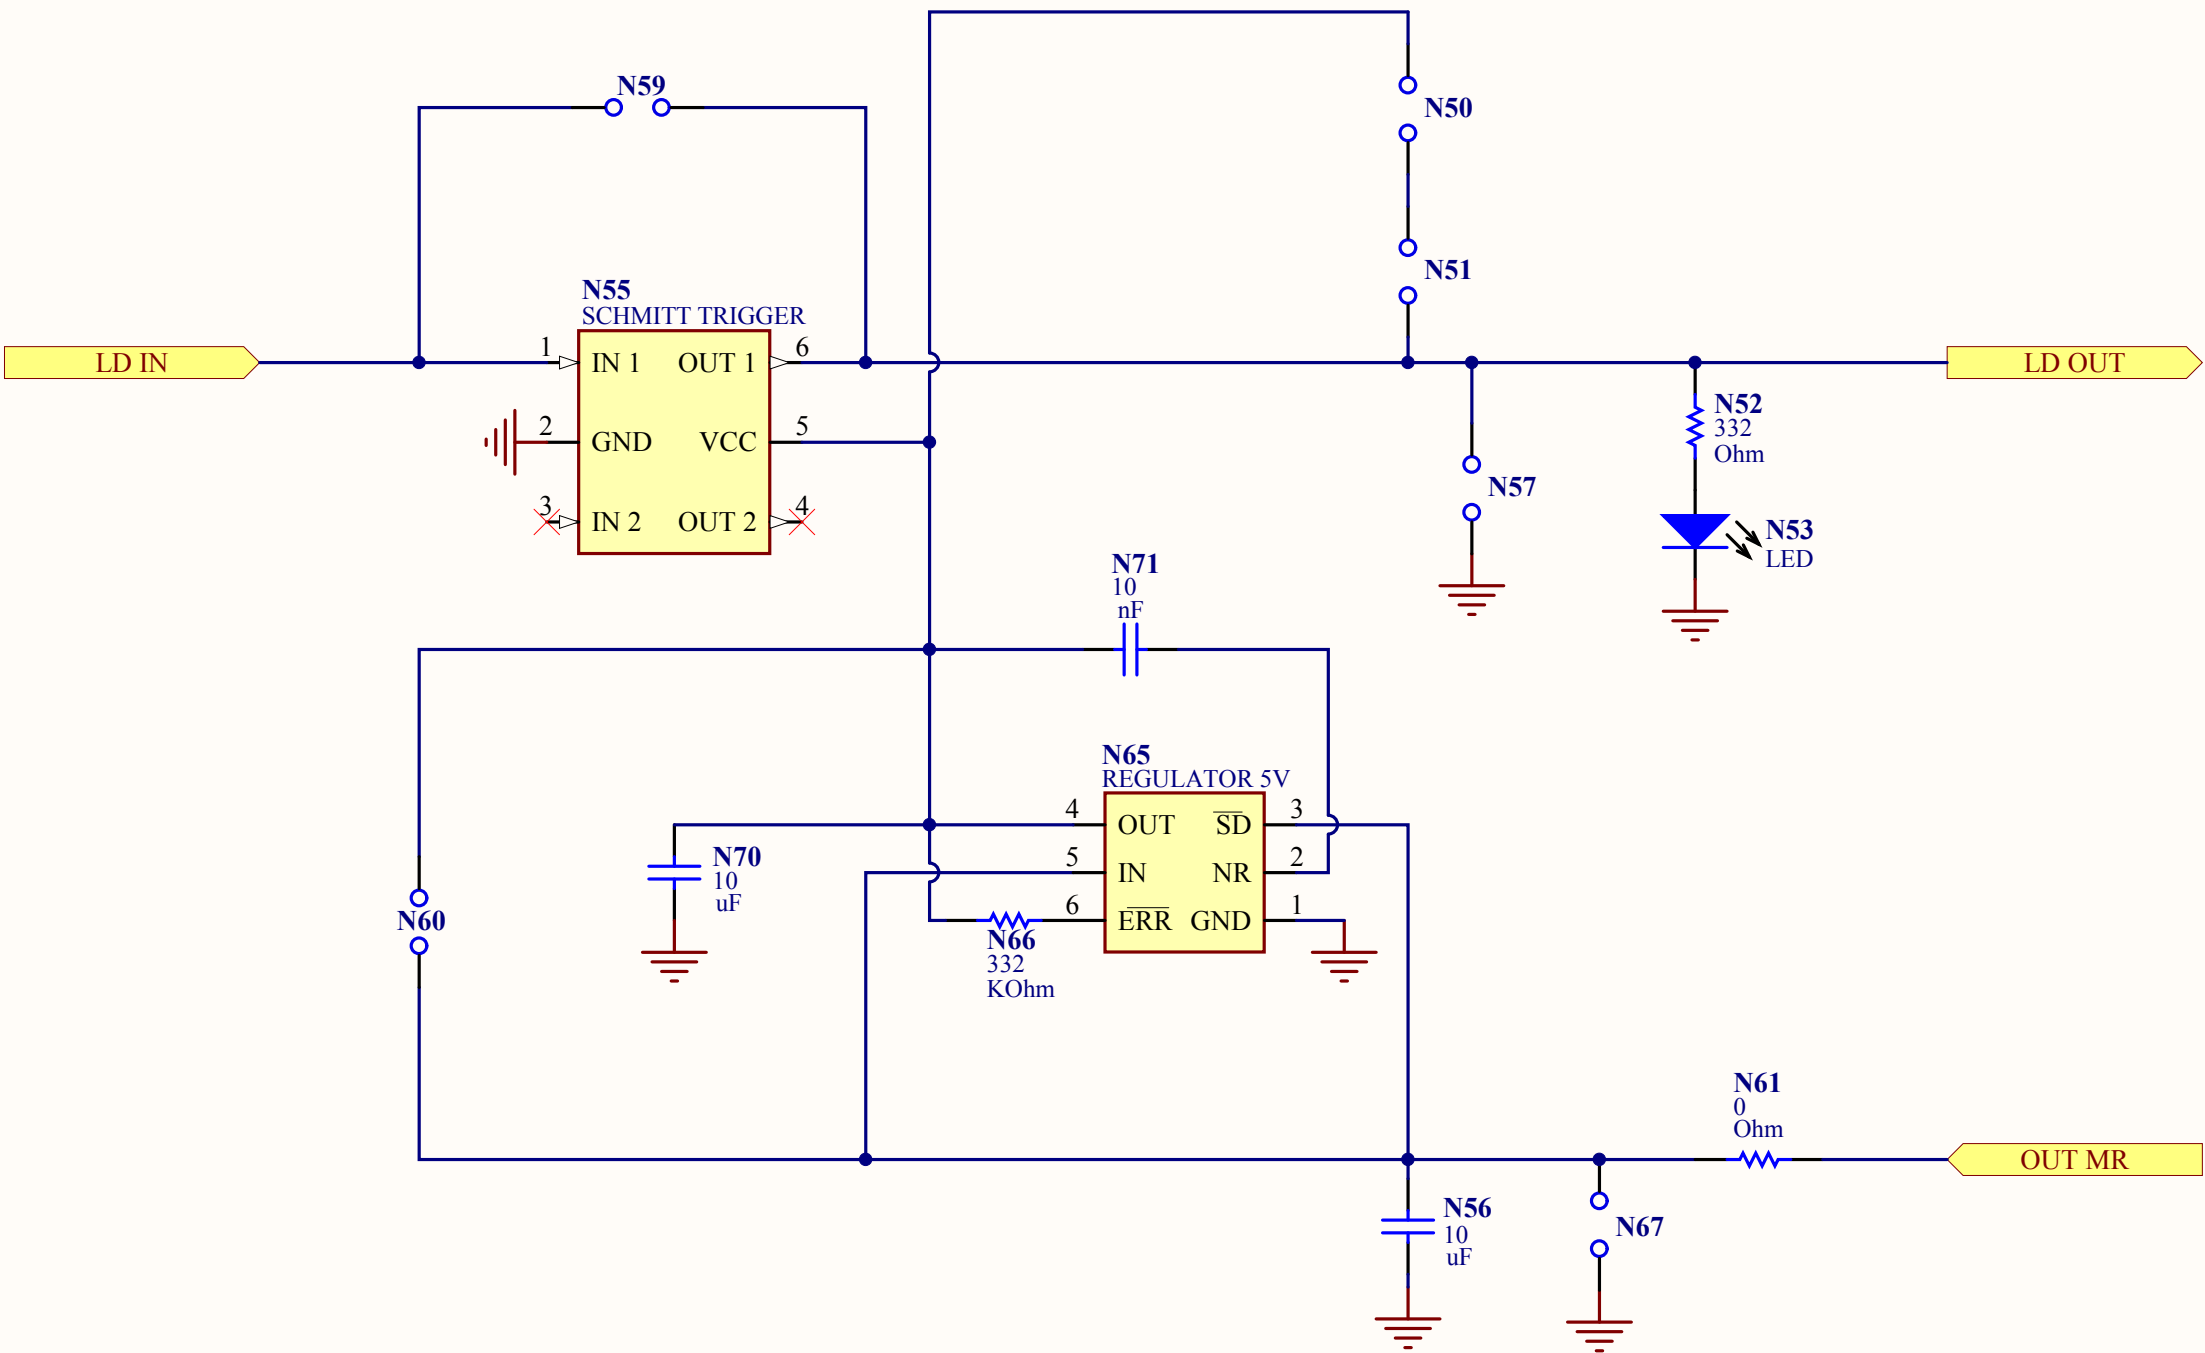 N59
N50
N51
N55
SCHMITT TRIGGER
1 IN 1 OUT 1 6
LD IN
LD OUT
2 GND VCC 5
3 IN 2 OUT 2 4
N52
332
Ohm
N57
N53
LED
N71
10
nF
N65
REGULATOR 5V
4 OUT SD 3
5 IN NR 2
6 ERR GND 1
N70
10
uF
N60
N66
332
KOhm
N61
0
Ohm
OUT MR
N56
10
uF
N67